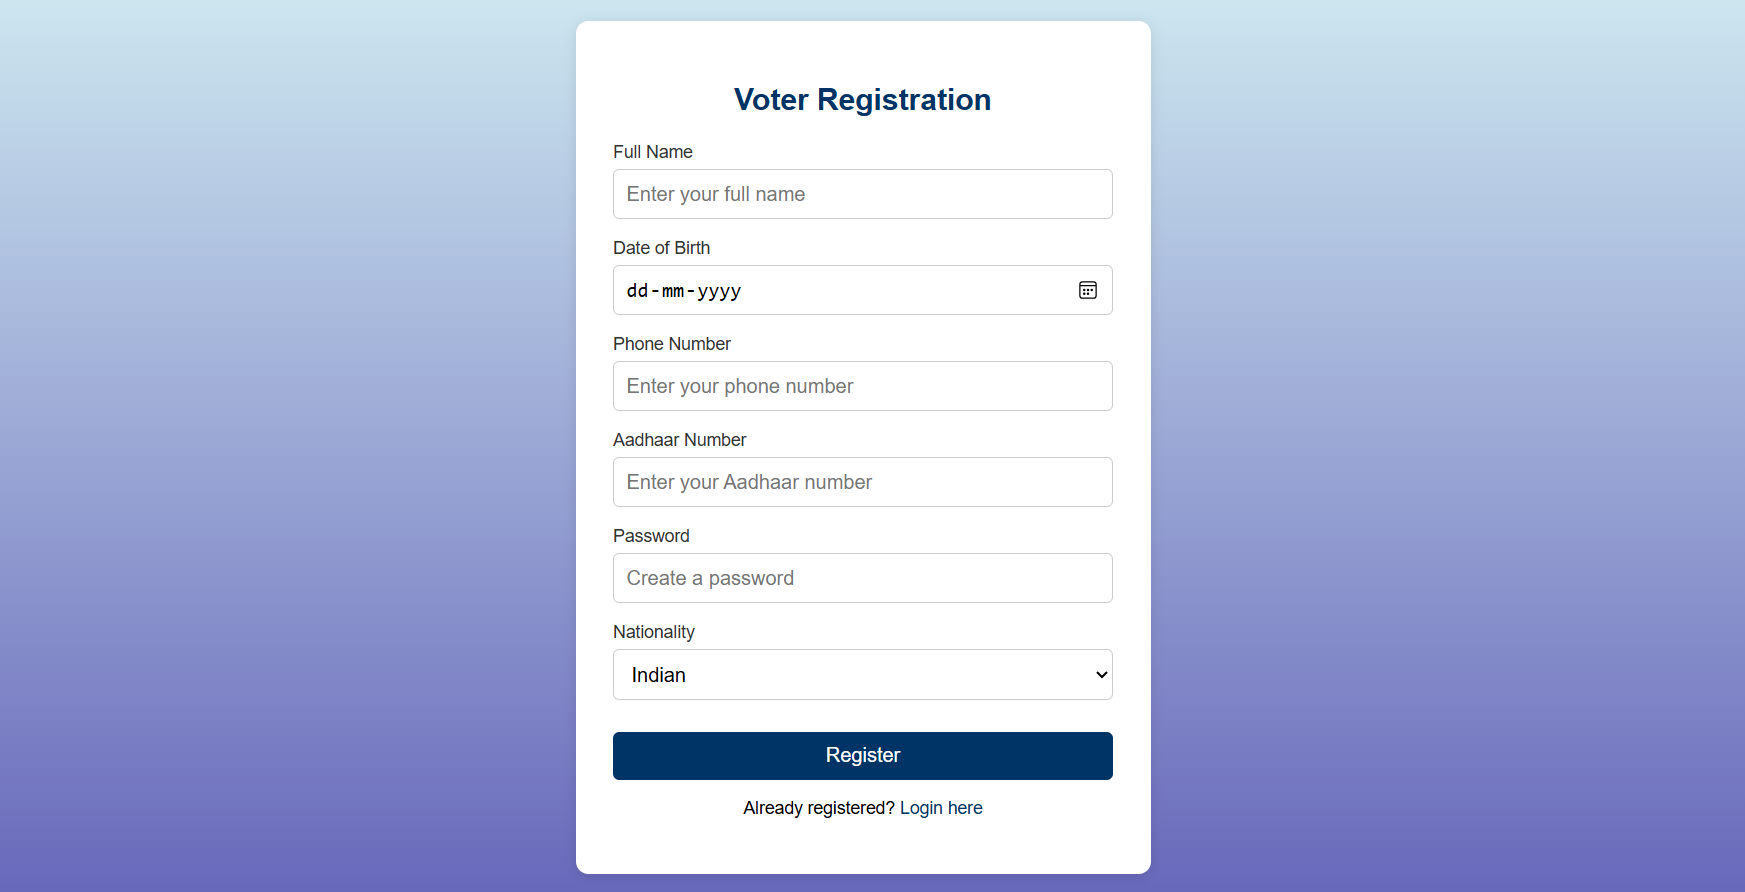 Voter Registration
Full Name
Enter your full name
Date of Birth
dd-mm-yyyy
Phone Number
Enter your phone number
Aadhaar Number
Enter your Aadhaar number
Password
Create a password
Nationality
Indian
Register
Already registered? Login here